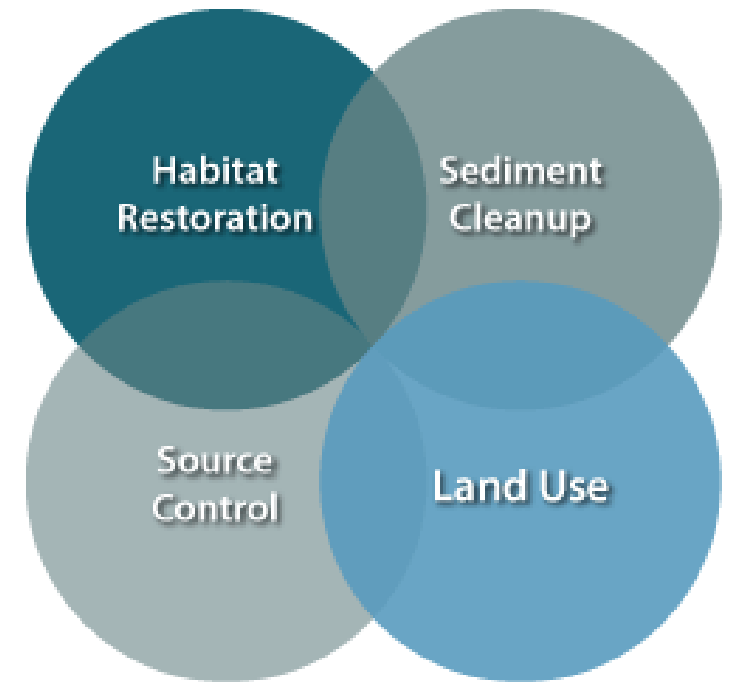 Habitat
Restoration
Sediment
Cleanup
Source
Control
Land Use